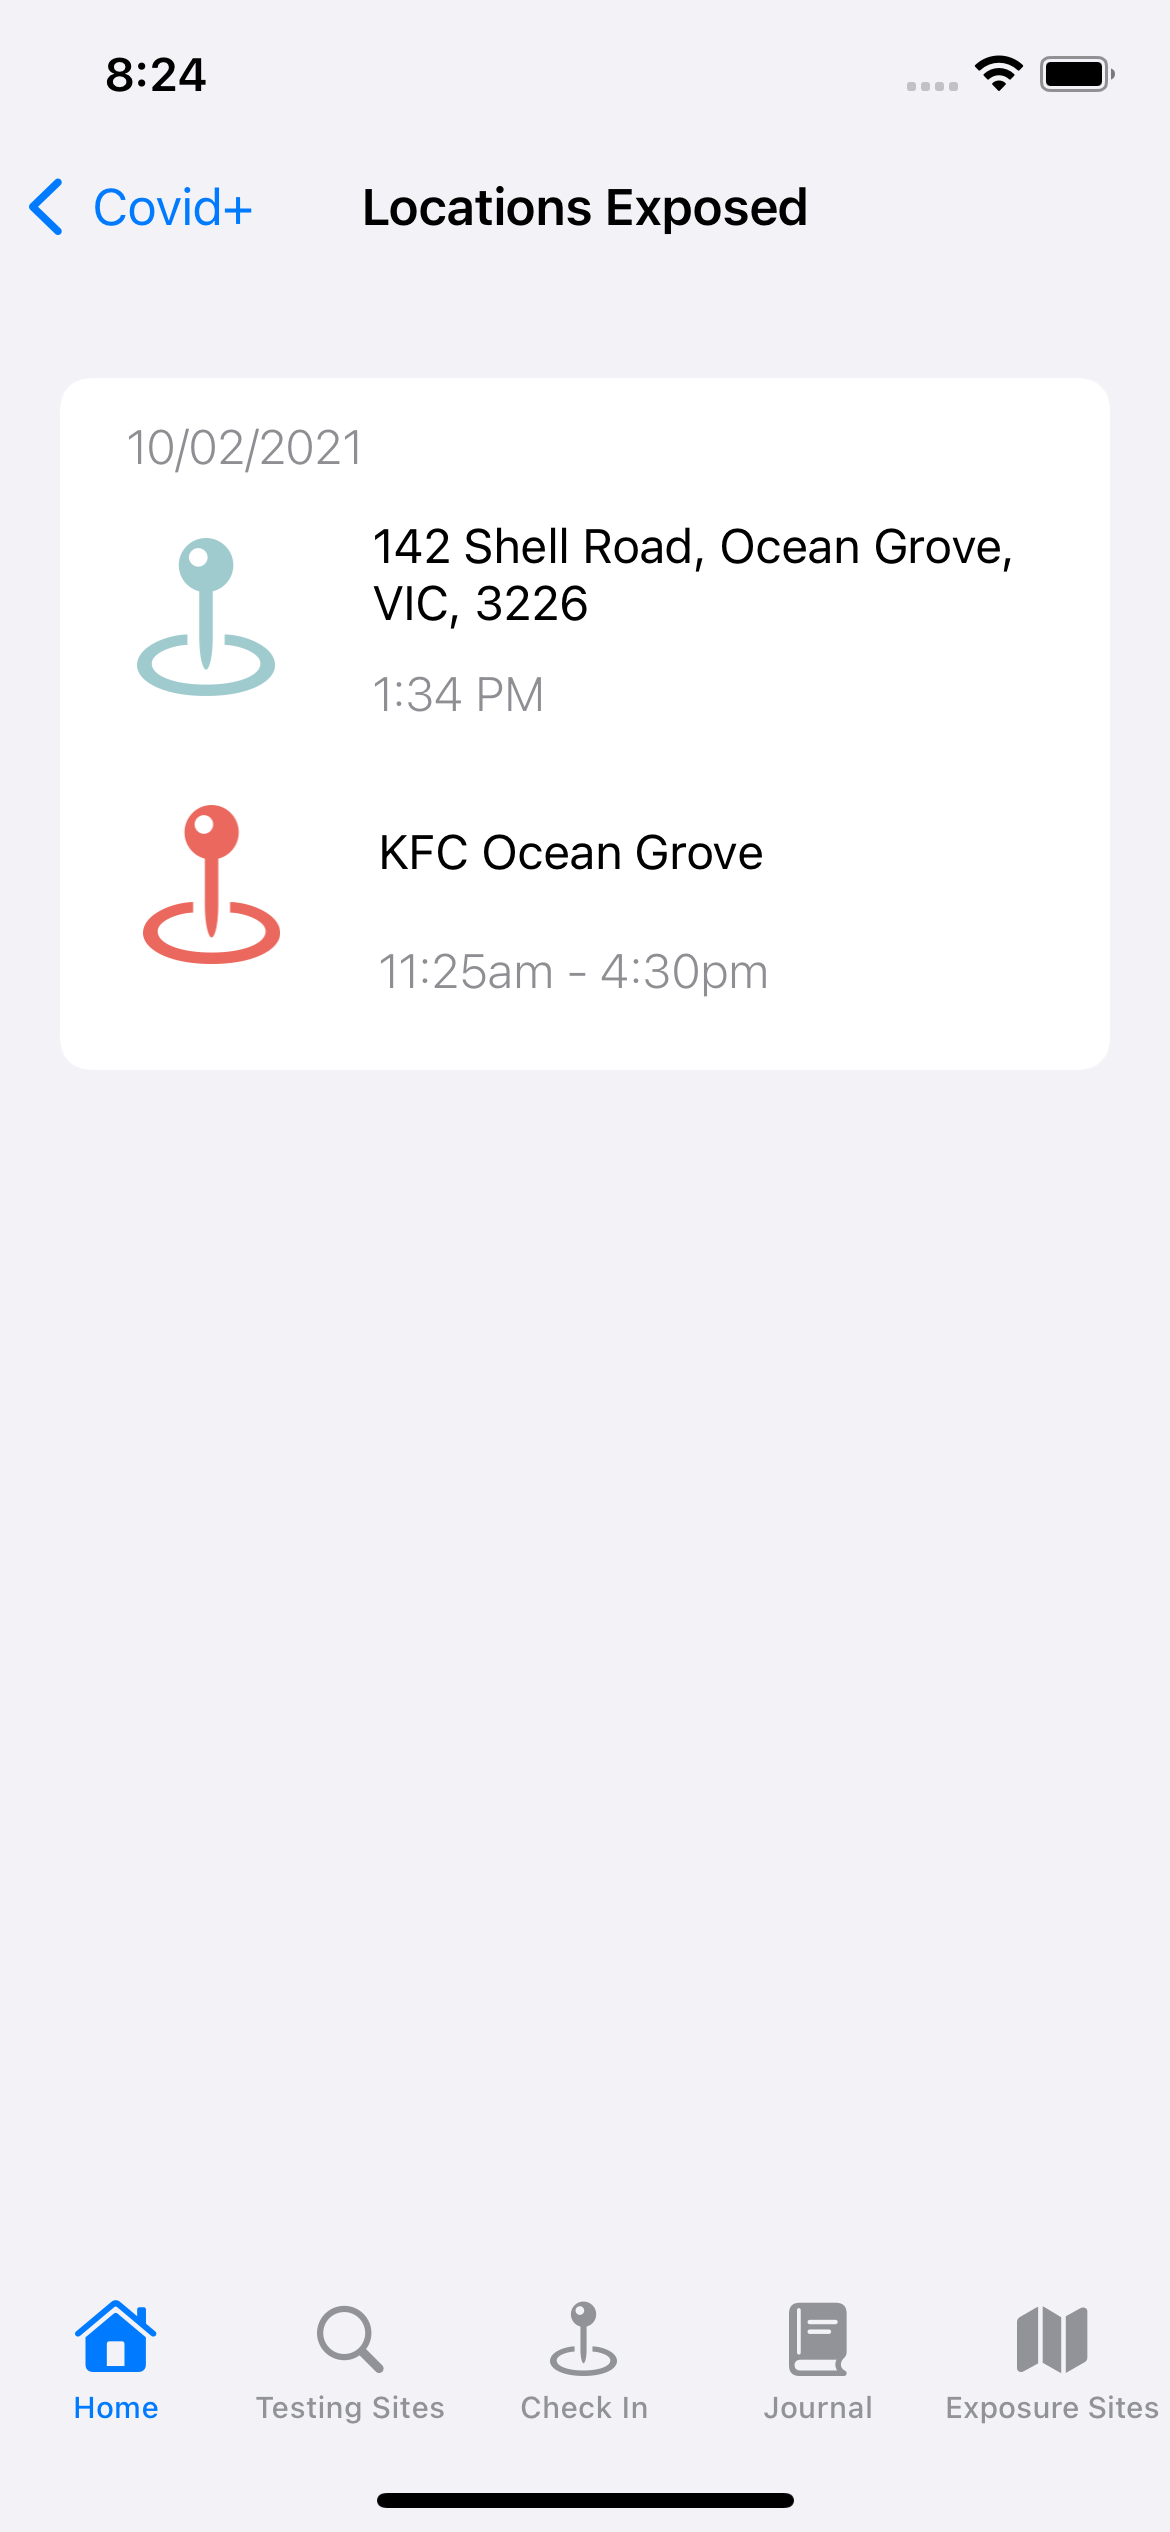 8:24
Covid+
Locations Exposed
10/02/2021
142 Shell Road, Ocean Grove,
VIC, 3226
1:34 PM
KFC Ocean Grove
11:25am - 4:30pm
Home
Testing Sites
Check In
Journal
Exposure Sites